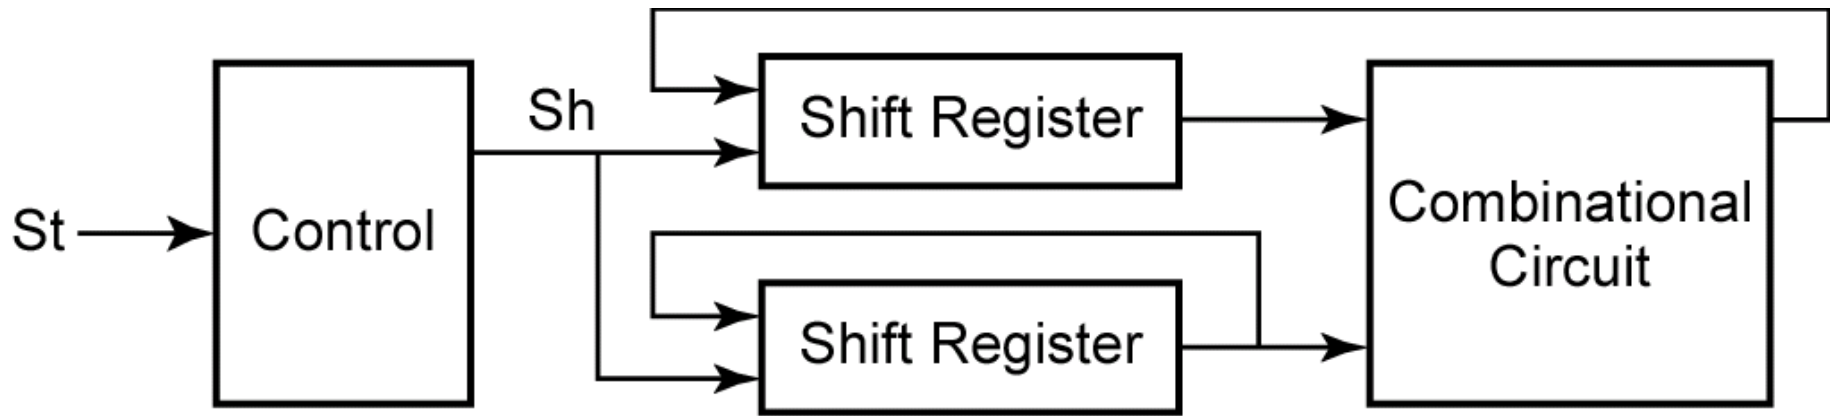 St
Control
Sh
Shift Register
Shift Register
Combinational
Circuit